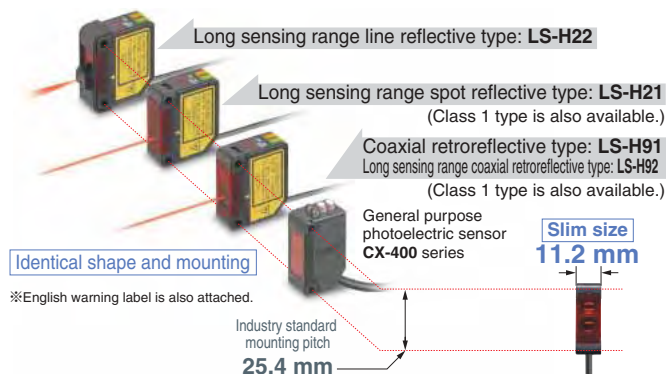 Long sensing range line reflective type: LS-H22
Long sensing range spot reflective type: LS-H21
(Class 1 type is also available.)
Coaxial retroreflective type: LS-H91
Long sensing range coaxial retroreflective type: LS-H92
(Class 1 type is also available.)
General purpose
photoelectric sensor
CX-400 series
Slim size
11.2 mm
Identical shape and mounting
※English warning label is also attached.
Industry standard
mounting pitch
25.4 mm